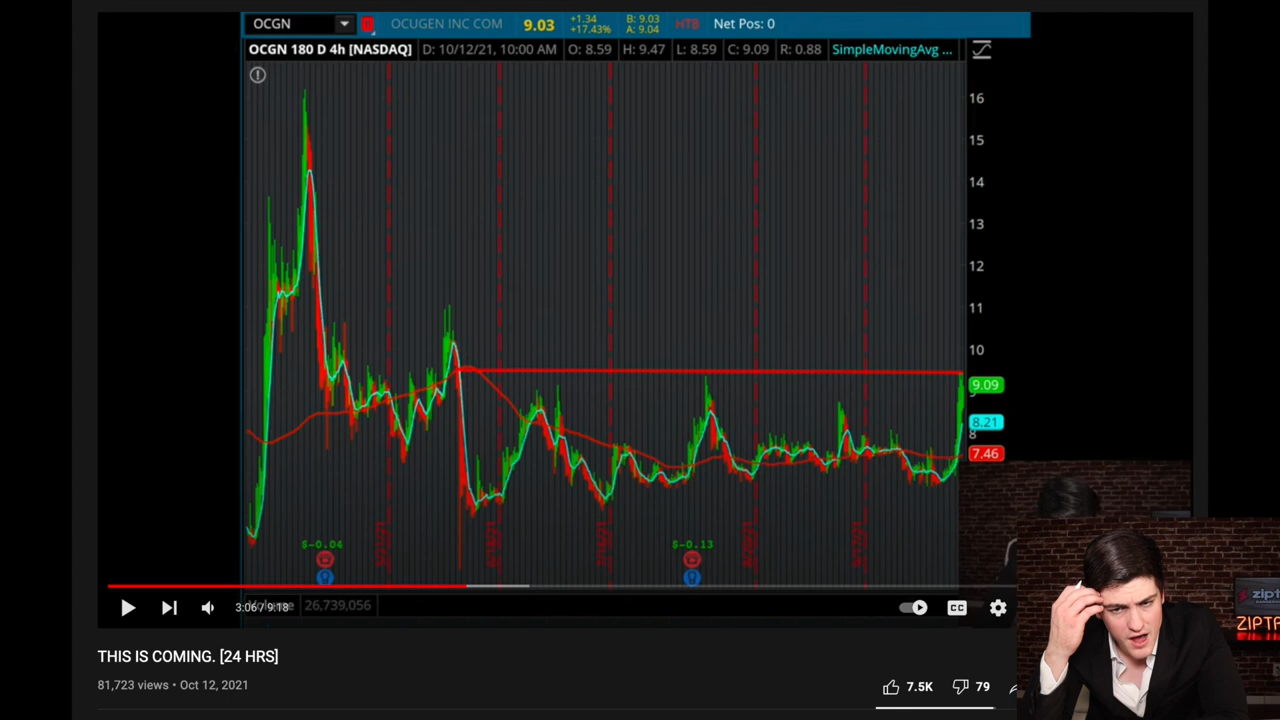 OCGN
OCUGEN INC COM
9.03
+1.34
+17.43%
B: 9.03
A: 9.04
HTB
Net Pos: 0
OCGN 180 D 4h [NASDAQ]
D: 10/12/21, 10:00 AM
O: 8.59
H: 9.47
L: 8.59
C: 9.09
R: 0.88
SimpleMovingAvg ...
16
15
14
13
12
11
10
9.09
8.21
8
7.46
$-0.04
$-0.13
3:06 / 9:18
26,739,056
CC
THIS IS COMING. [24 HRS]
81,723 views • Oct 12, 2021
7.5K
79